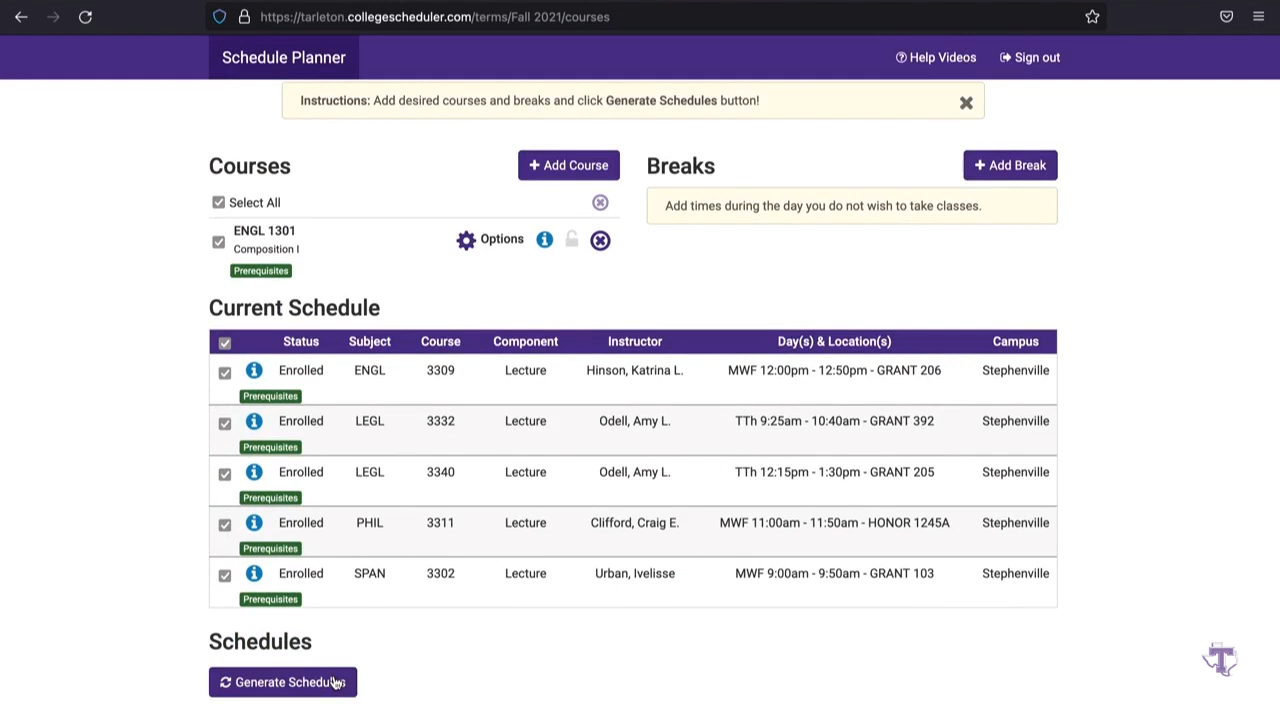 https://tarleton.collegescheduler.com/terms/Fall 2021/courses
Schedule Planner
Help Videos
Sign out
Instructions: Add desired courses and breaks and click Generate Schedules button!
Courses
+ Add Course
Breaks
+ Add Break
Select All
Add times during the day you do not wish to take classes.
ENGL 1301
Composition I
Options
Prerequisites
Current Schedule
Status Subject Course Component Instructor Day(s) & Location(s) Campus
Enrolled ENGL 3309 Lecture Hinson, Katrina L. MWF 12:00pm - 12:50pm - GRANT 206 Stephenville
Prerequisites
Enrolled LEGL 3332 Lecture Odell, Amy L. TTh 9:25am - 10:40am - GRANT 392 Stephenville
Prerequisites
Enrolled LEGL 3340 Lecture Odell, Amy L. TTh 12:15pm - 1:30pm - GRANT 205 Stephenville
Prerequisites
Enrolled PHIL 3311 Lecture Clifford, Craig E. MWF 11:00am - 11:50am - HONOR 1245A Stephenville
Prerequisites
Enrolled SPAN 3302 Lecture Urban, Ivelisse MWF 9:00am - 9:50am - GRANT 103 Stephenville
Prerequisites
Schedules
Generate Schedules
T